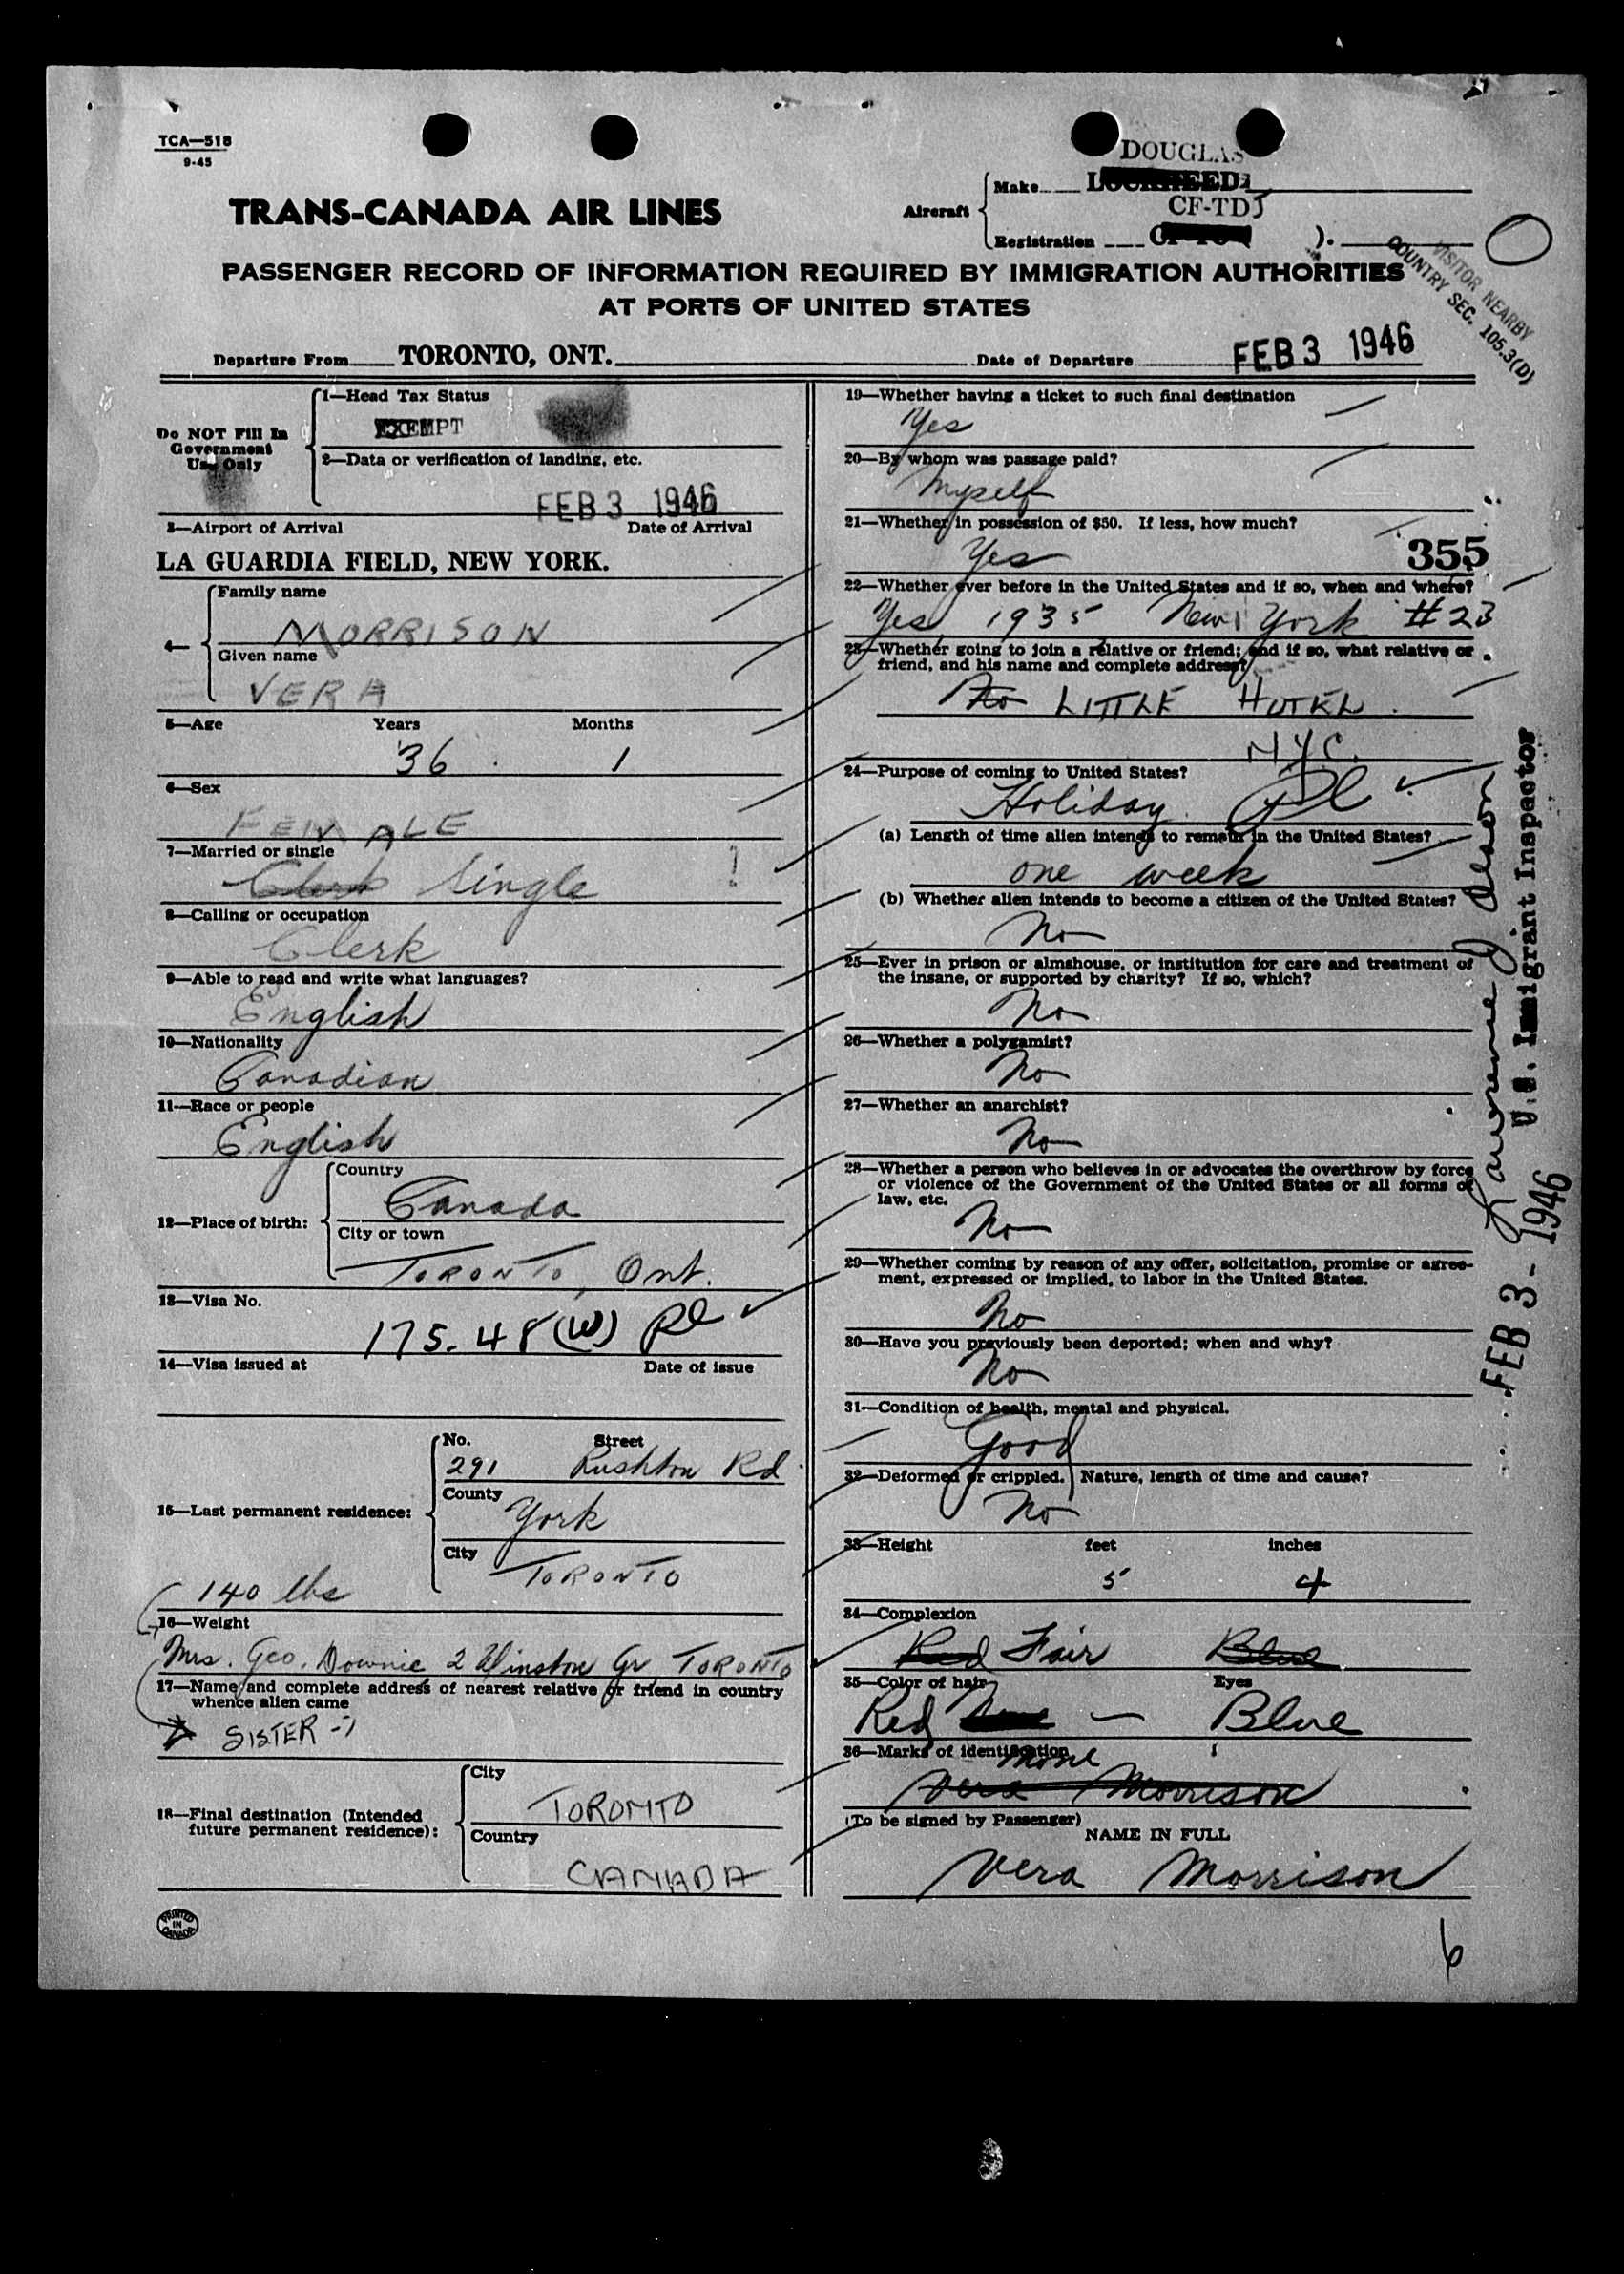 TCA—518
9-45
DOUGLAS
Make LOCKHEED
TRANS-CANADA AIR LINES
Aircraft
CF-TDJ
Registration
VISITOR NEARBY
COUNTRY SEC. 105.3(D)
PASSENGER RECORD OF INFORMATION REQUIRED BY IMMIGRATION AUTHORITIES
AT PORTS OF UNITED STATES
Departure From TORONTO, ONT. Date of Departure FEB 3 1946
Do NOT Fill In
Government
Use Only
1—Head Tax Status
EXEMPT
2—Data or verification of landing, etc.
FEB 3 1946
3—Airport of Arrival Date of Arrival
LA GUARDIA FIELD, NEW YORK.
4—
Family name
MORRISON
Given name
VERA
5—Age Years Months
36 1
6—Sex
FEMALE
7—Married or single
Clerk Single
8—Calling or occupation
Clerk
9—Able to read and write what languages?
English
10—Nationality
Canadian
11—Race or people
English
12—Place of birth:
Country
Canada
City or town
TORONTO, Ont.
13—Visa No.
175.48(W)
14—Visa issued at Date of issue
15—Last permanent residence:
No. Street
291 Rushton Rd
County
York
City
TORONTO
140 lbs
16—Weight
Mrs. Geo. Downie 2 Winston Gr TORONTO
17—Name and complete address of nearest relative or friend in country
whence alien came
SISTER
18—Final destination (Intended
future permanent residence):
City
TORONTO
Country
CANADA
PRINTED
IN
CANADA
19—Whether having a ticket to such final destination
Yes
20—By whom was passage paid?
Myself
21—Whether in possession of $50. If less, how much?
Yes
355
22—Whether ever before in the United States and if so, when and where?
Yes 1935 New York #23
23—Whether going to join a relative or friend; and if so, what relative or
friend, and his name and complete address?
No LITTLE HOTEL
NYC.
24—Purpose of coming to United States?
Holiday
(a) Length of time alien intends to remain in the United States?
one week
(b) Whether alien intends to become a citizen of the United States?
No
25—Ever in prison or almshouse, or institution for care and treatment of
the insane, or supported by charity? If so, which?
No
26—Whether a polygamist?
No
27—Whether an anarchist?
No
28—Whether a person who believes in or advocates the overthrow by force
or violence of the Government of the United States or all forms of
law, etc.
No
29—Whether coming by reason of any offer, solicitation, promise or agree-
ment, expressed or implied, to labor in the United States.
No
30—Have you previously been deported; when and why?
No
31—Condition of health, mental and physical.
Good
32—Deformed or crippled. Nature, length of time and cause?
No
33—Height feet inches
5 4
34—Complexion
Red Fair Blue
35—Color of hair Eyes
Red Blue
36—Marks of identification
None
Vera Morrison
(To be signed by Passenger)
NAME IN FULL
Vera Morrison
6
U.S. Immigrant Inspector
FEB 3 - 1946